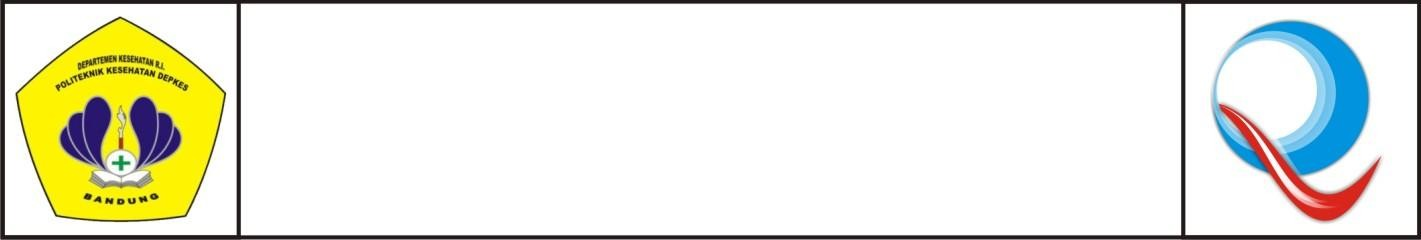 DEPARTEMEN KESEHATAN R.I.
POLITEKNIK KESEHATAN DEPKES
BANDUNG